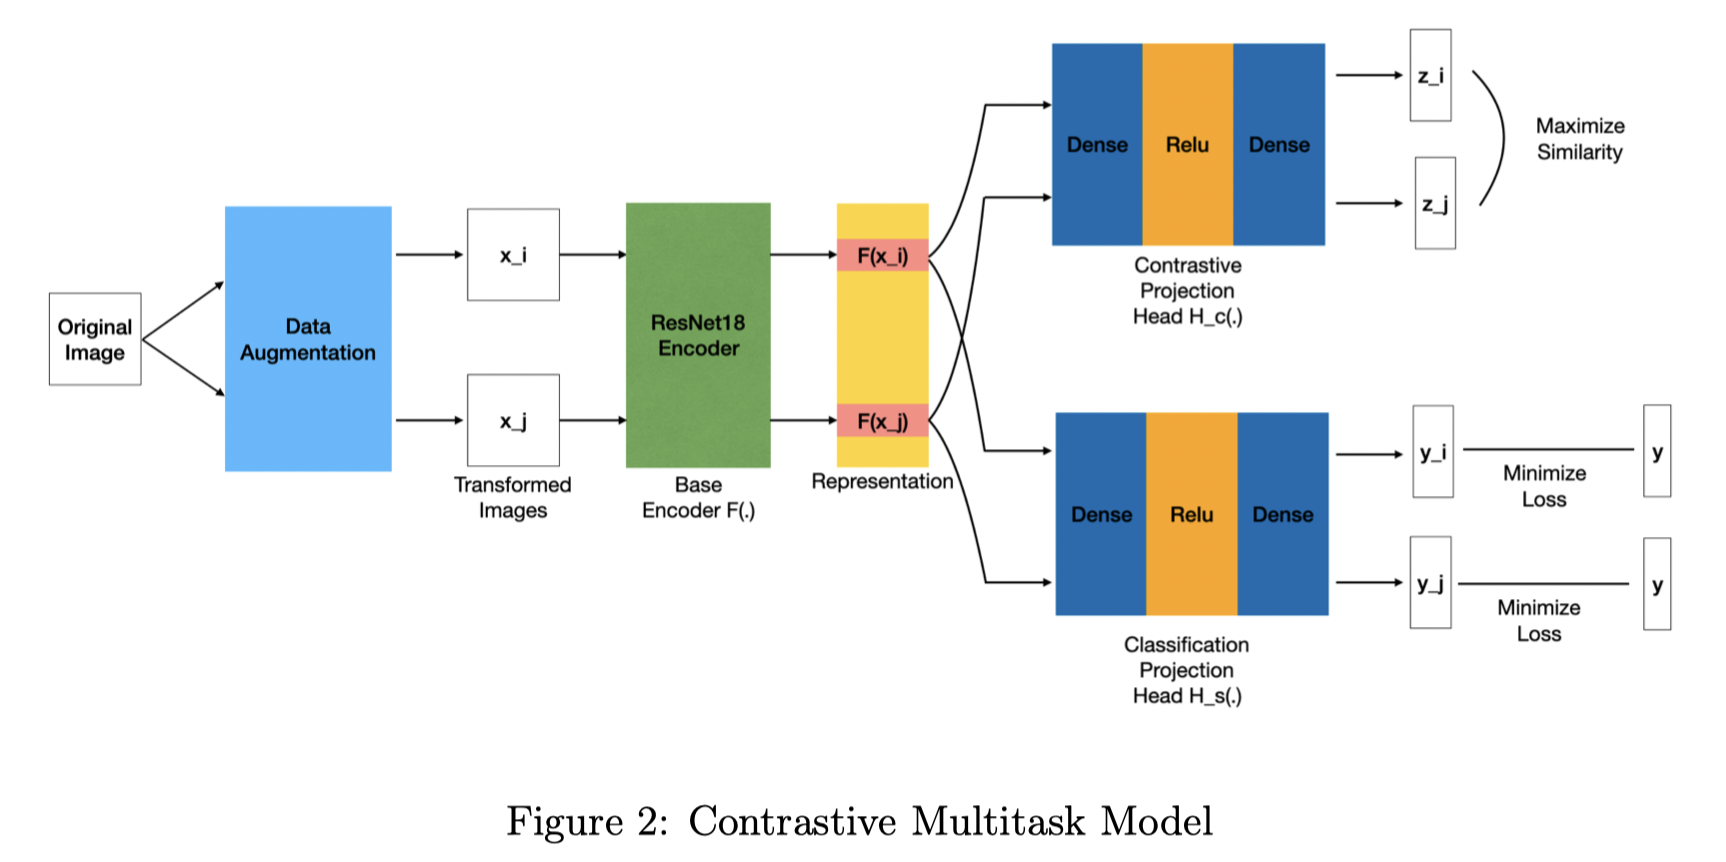 Original
Image
Data
Augmentation
x_i
x_j
Transformed
Images
ResNet18
Encoder
Base
Encoder F(.)
F(x_i)
F(x_j)
Representation
Dense Relu Dense
Contrastive
Projection
Head H_c(.)
z_i
z_j
Maximize
Similarity
Dense Relu Dense
Classification
Projection
Head H_s(.)
y_i
Minimize
Loss
y
y_j
Minimize
Loss
y
Figure 2: Contrastive Multitask Model